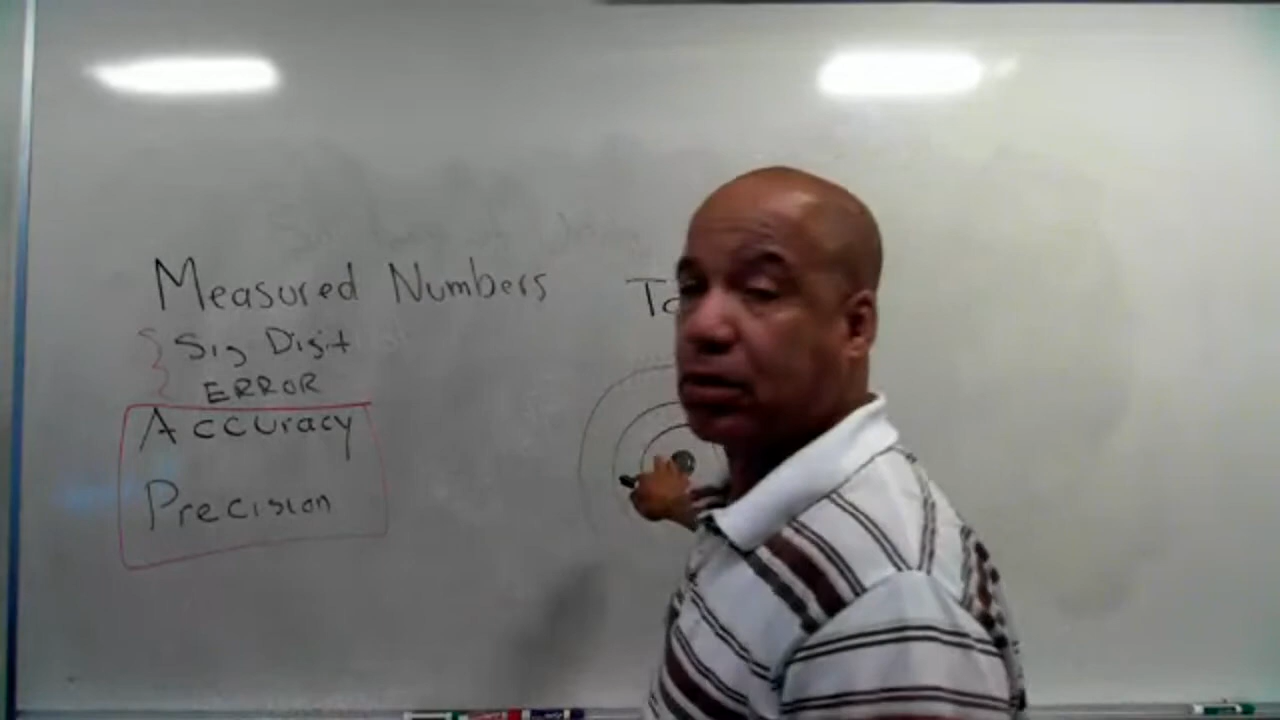 Measured Numbers
Sig Digit
ERROR
Accuracy
Precision